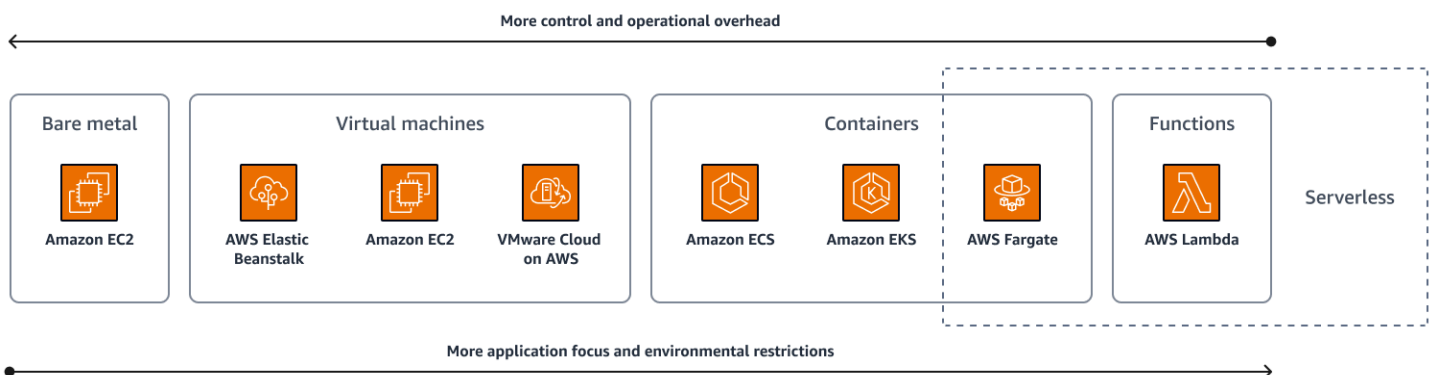 More control and operational overhead
Bare metal
Virtual machines
Containers
Functions
Serverless
Amazon EC2
AWS Elastic
Beanstalk
Amazon EC2
VMware Cloud
on AWS
Amazon ECS
K
Amazon EKS
AWS Fargate
AWS Lambda
More application focus and environmental restrictions